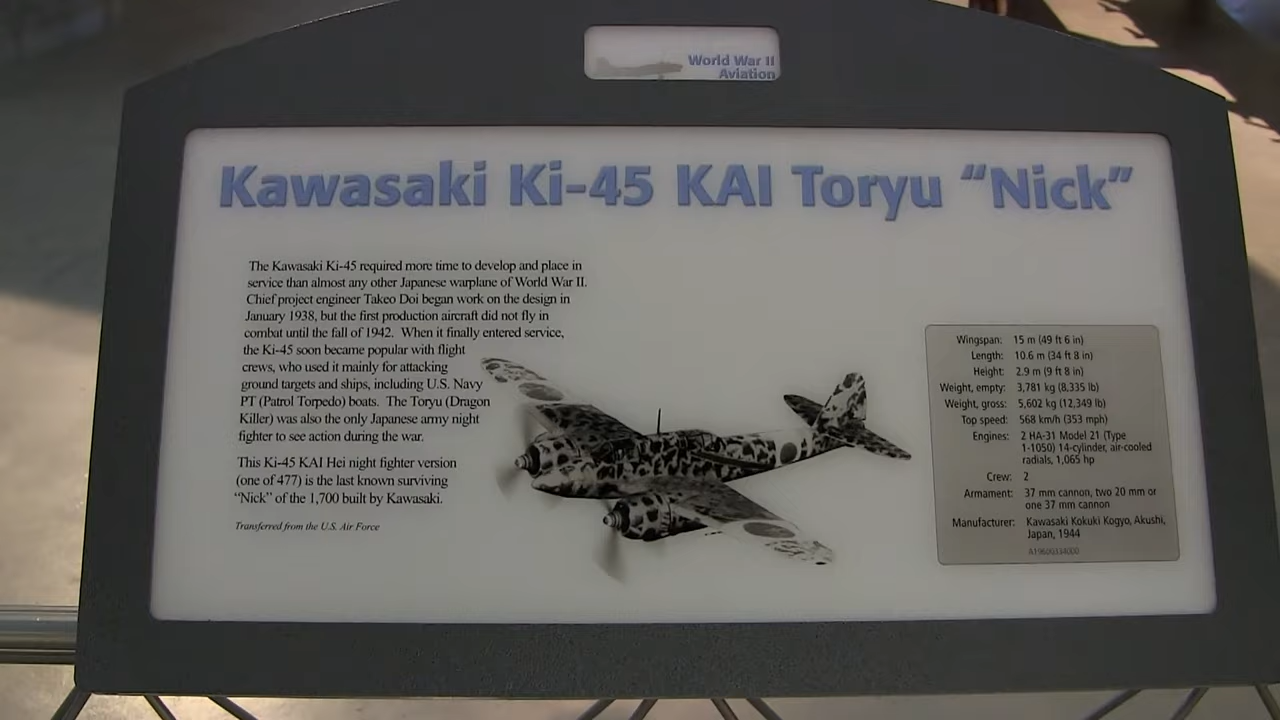 World War II
Aviation
Kawasaki Ki-45 KAI Toryu “Nick”
The Kawasaki Ki-45 required more time to develop and place in
service than almost any other Japanese warplane of World War II.
Chief project engineer Takeo Doi began work on the design in
January 1938, but the first production aircraft did not fly in
combat until the fall of 1942. When it finally entered service,
the Ki-45 soon became popular with flight
crews, who used it mainly for attacking
ground targets and ships, including U.S. Navy
PT (Patrol Torpedo) boats. The Toryu (Dragon
Killer) was also the only Japanese army night
fighter to see action during the war.
This Ki-45 KAI Hei night fighter version
(one of 477) is the last known surviving
“Nick” of the 1,700 built by Kawasaki.
Transferred from the U.S. Air Force
Wingspan: 15 m (49 ft 6 in)
Length: 10.6 m (34 ft 8 in)
Height: 2.9 m (9 ft 8 in)
Weight, empty: 3,781 kg (8,335 lb)
Weight, gross: 5,602 kg (12,349 lb)
Top speed: 568 km/h (353 mph)
Engines: 2 HA-31 Model 21 (Type
1-1050) 14-cylinder, air-cooled
radials, 1,065 hp
Crew: 2
Armament: 37 mm cannon, two 20 mm or
one 37 mm cannon
Manufacturer: Kawasaki Kokuki Kogyo, Akushi,
Japan, 1944
A19600334000